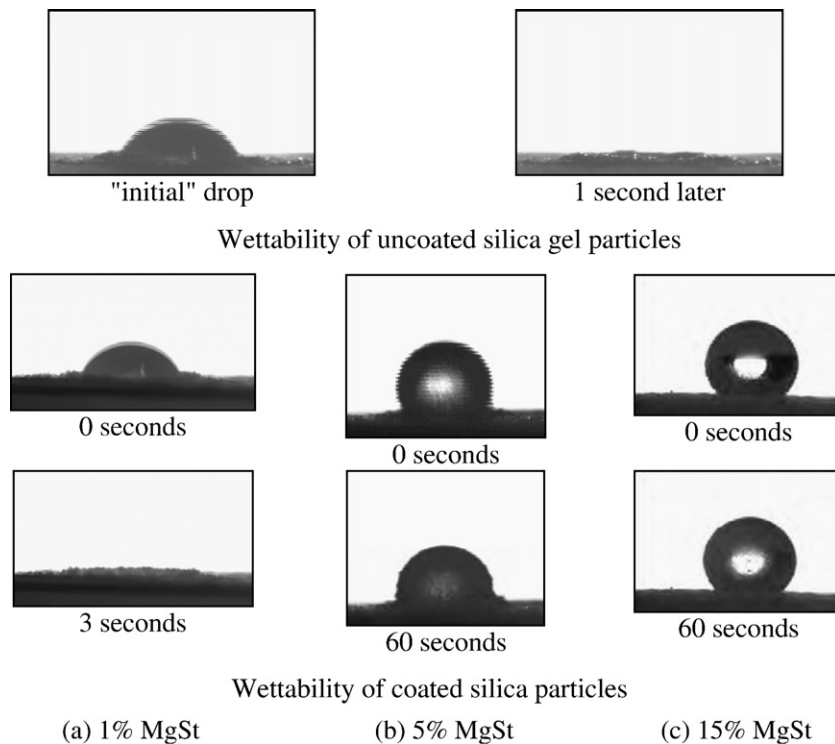 "initial" drop
1 second later
Wettability of uncoated silica gel particles
0 seconds
0 seconds
0 seconds
3 seconds
60 seconds
60 seconds
Wettability of coated silica particles
(a) 1% MgSt
(b) 5% MgSt
(c) 15% MgSt